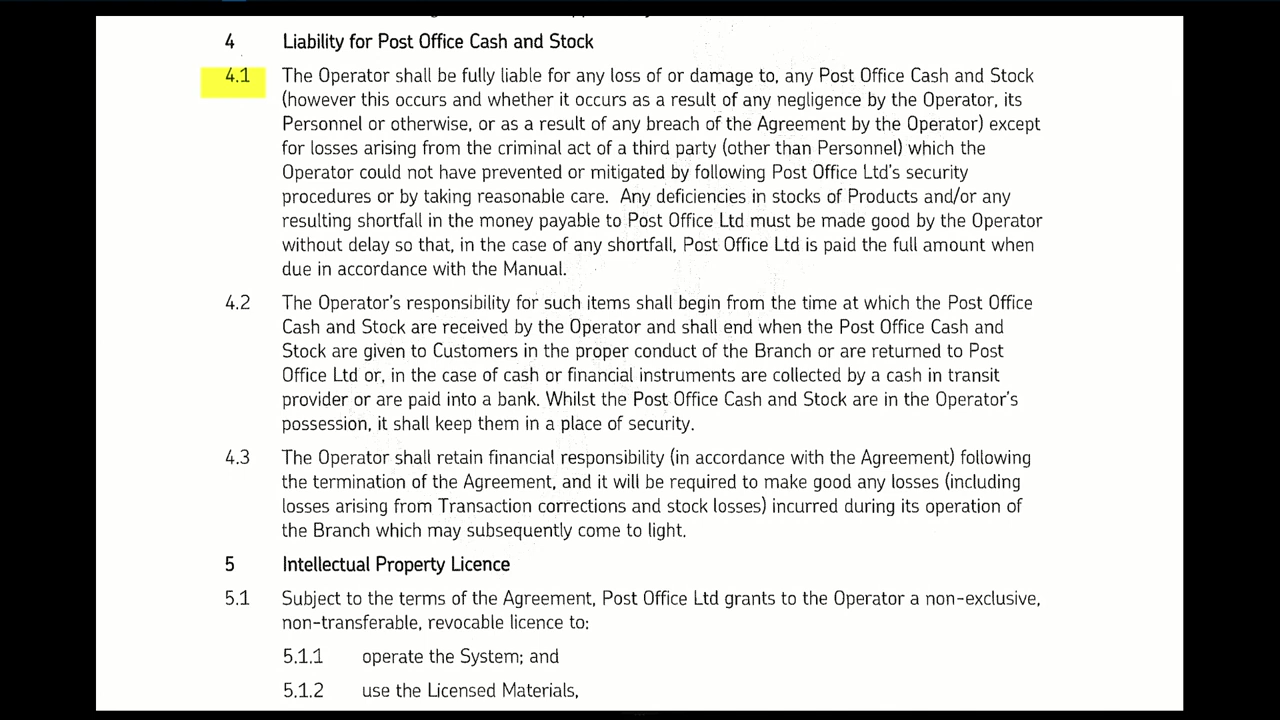 4 Liability for Post Office Cash and Stock
4.1 The Operator shall be fully liable for any loss of or damage to, any Post Office Cash and Stock
(however this occurs and whether it occurs as a result of any negligence by the Operator, its
Personnel or otherwise, or as a result of any breach of the Agreement by the Operator) except
for losses arising from the criminal act of a third party (other than Personnel) which the
Operator could not have prevented or mitigated by following Post Office Ltd's security
procedures or by taking reasonable care. Any deficiencies in stocks of Products and/or any
resulting shortfall in the money payable to Post Office Ltd must be made good by the Operator
without delay so that, in the case of any shortfall, Post Office Ltd is paid the full amount when
due in accordance with the Manual.
4.2 The Operator's responsibility for such items shall begin from the time at which the Post Office
Cash and Stock are received by the Operator and shall end when the Post Office Cash and
Stock are given to Customers in the proper conduct of the Branch or are returned to Post
Office Ltd or, in the case of cash or financial instruments are collected by a cash in transit
provider or are paid into a bank. Whilst the Post Office Cash and Stock are in the Operator's
possession, it shall keep them in a place of security.
4.3 The Operator shall retain financial responsibility (in accordance with the Agreement) following
the termination of the Agreement, and it will be required to make good any losses (including
losses arising from Transaction corrections and stock losses) incurred during its operation of
the Branch which may subsequently come to light.
5 Intellectual Property Licence
5.1 Subject to the terms of the Agreement, Post Office Ltd grants to the Operator a non-exclusive,
non-transferable, revocable licence to:
5.1.1 operate the System; and
5.1.2 use the Licensed Materials,